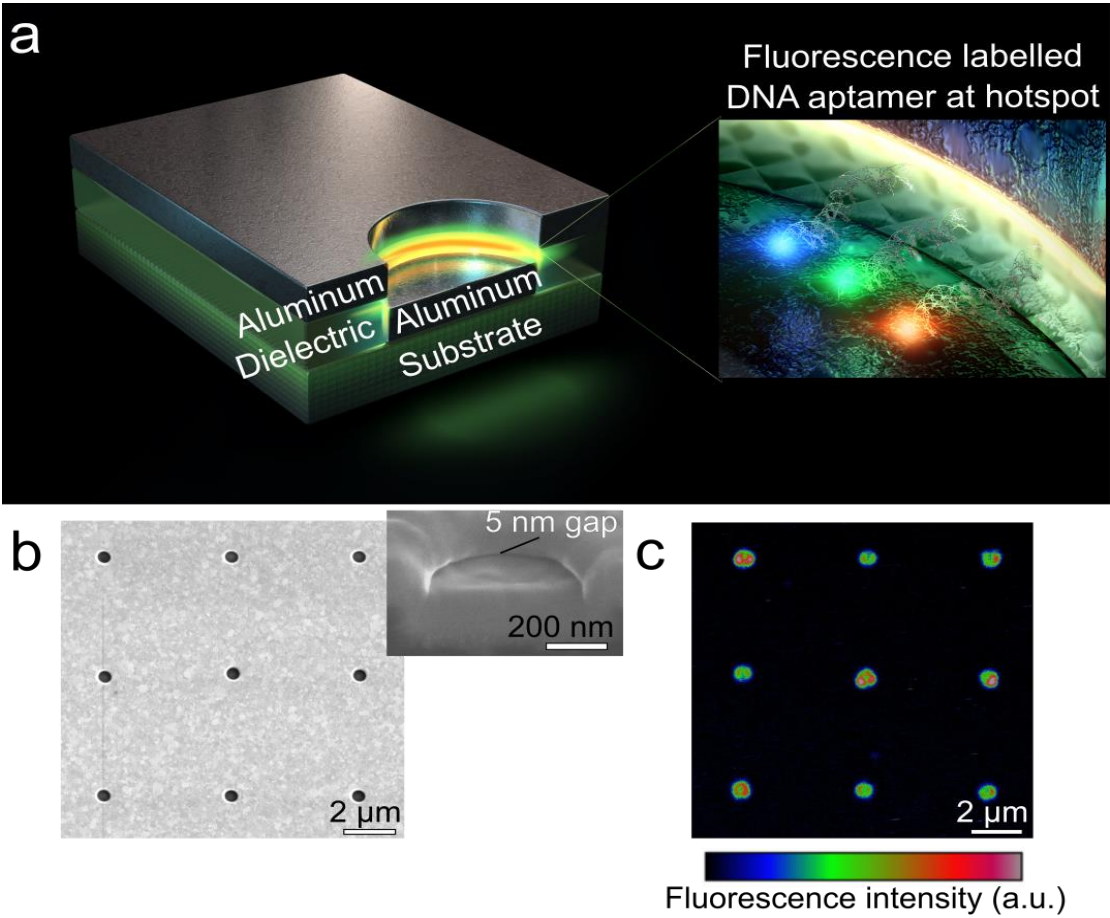 a
Fluorescence labelled
DNA aptamer at hotspot
Aluminum
Dielectric
Aluminum
Substrate
b
5 nm gap
200 nm
2 µm
c
2 µm
Fluorescence intensity (a.u.)